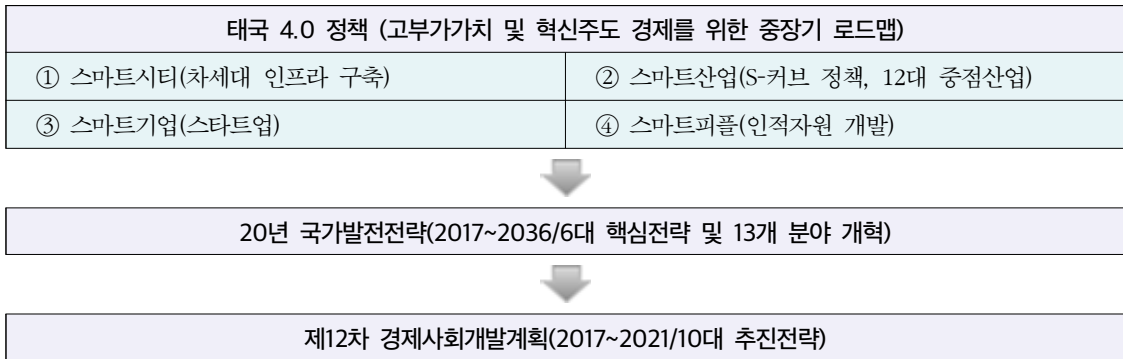 태국 4.0 정책 (고부가가치 및 혁신주도 경제를 위한 중장기 로드맵)
① 스마트시티(차세대 인프라 구축)
② 스마트산업(S-커브 정책, 12대 중점산업)
③ 스마트기업(스타트업)
④ 스마트피플(인적자원 개발)
20년 국가발전전략(2017~2036/6대 핵심전략 및 13개 분야 개혁)
제12차 경제사회개발계획(2017~2021/10대 추진전략)